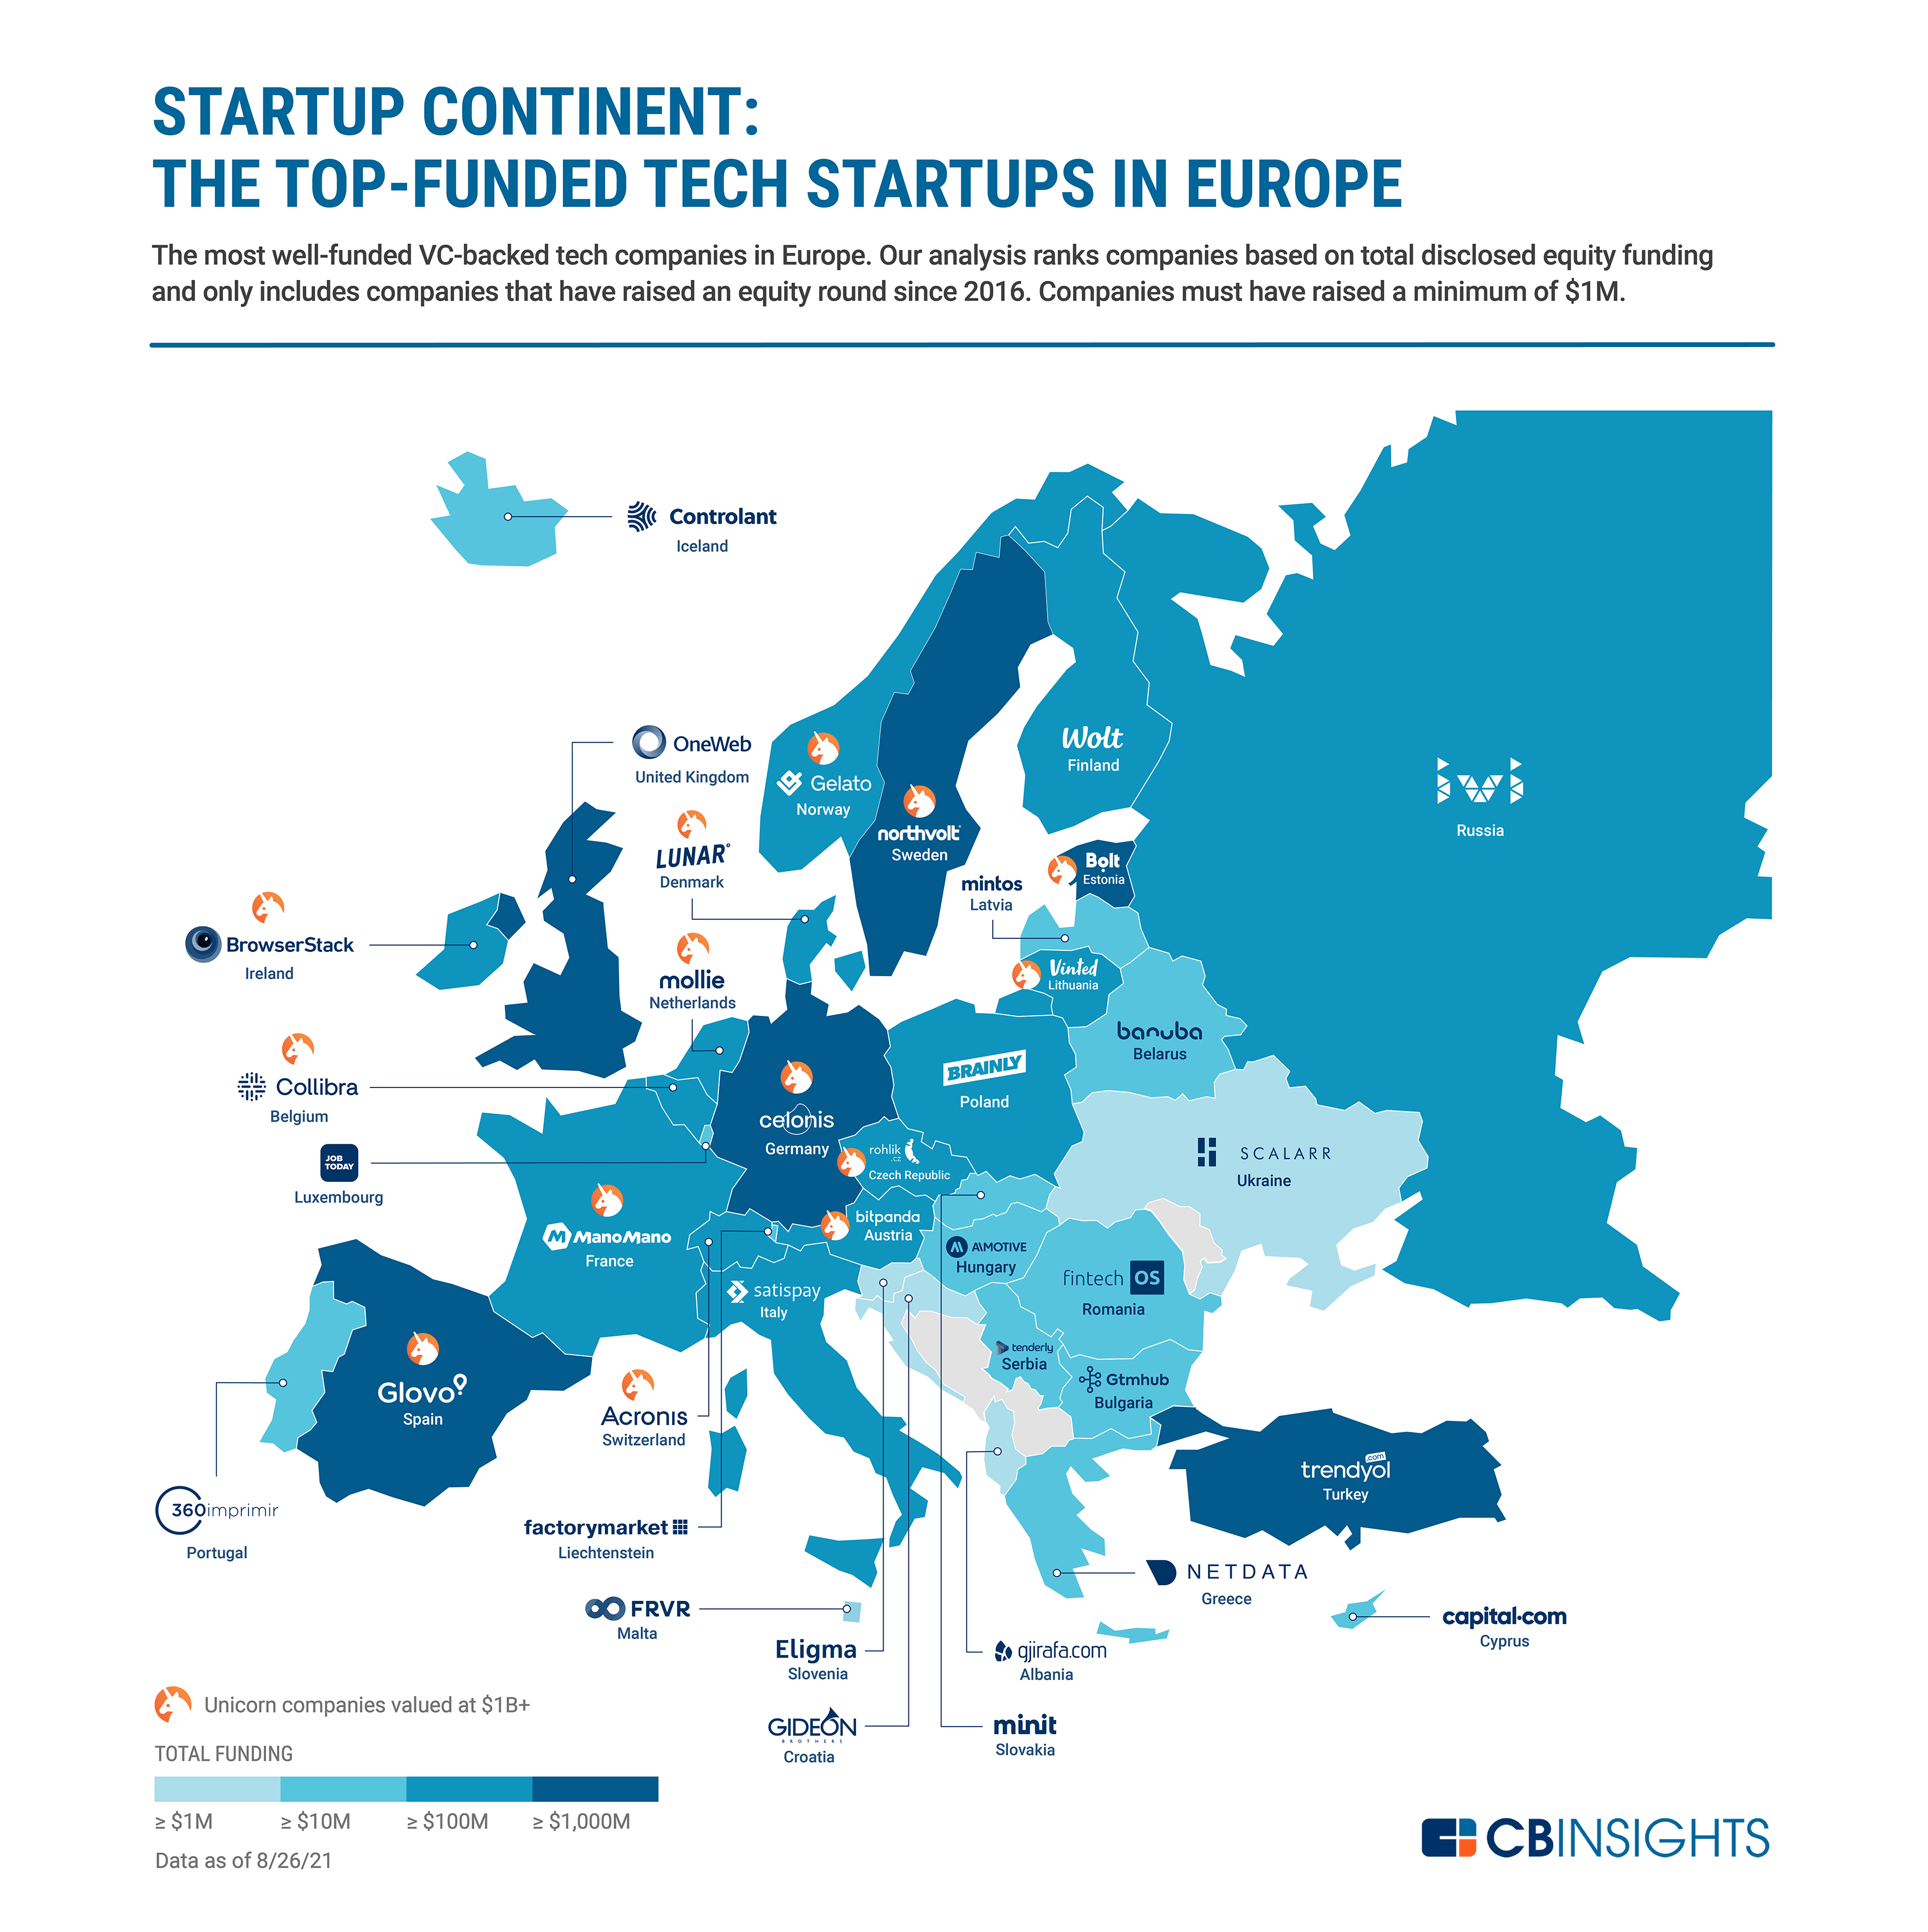 STARTUP CONTINENT:
THE TOP-FUNDED TECH STARTUPS IN EUROPE
The most well-funded VC-backed tech companies in Europe. Our analysis ranks companies based on total disclosed equity funding
and only includes companies that have raised an equity round since 2016. Companies must have raised a minimum of $1M.
Controlant
Iceland
OneWeb
United Kingdom
Gelato
Norway
Wolt
Finland
ivi
Russia
northvolt
Sweden
LUNAR°
Denmark
Bolt
Estonia
mintos
Latvia
BrowserStack
Ireland
mollie
Netherlands
Vinted
Lithuania
banuba
Belarus
Collibra
Belgium
BRAINLY
Poland
celonis
Germany
JOB
TODAY
Luxembourg
rohlik
.cz
Czech Republic
SCALARR
Ukraine
ManoMano
France
bitpanda
Austria
AIMOTIVE
Hungary
fintech OS
Romania
satispay
Italy
tenderly
Serbia
Gtmhub
Bulgaria
Glovo
Spain
Acronis
Switzerland
trendyol
.com
Turkey
360imprimir
Portugal
factorymarket
Liechtenstein
NETDATA
Greece
FRVR
Malta
capital.com
Cyprus
Eligma
Slovenia
gjirafa.com
Albania
GIDEON
BROTHERS
Croatia
minit
Slovakia
Unicorn companies valued at $1B+
TOTAL FUNDING
≥ $1M ≥ $10M ≥ $100M ≥ $1,000M
Data as of 8/26/21
CBINSIGHTS